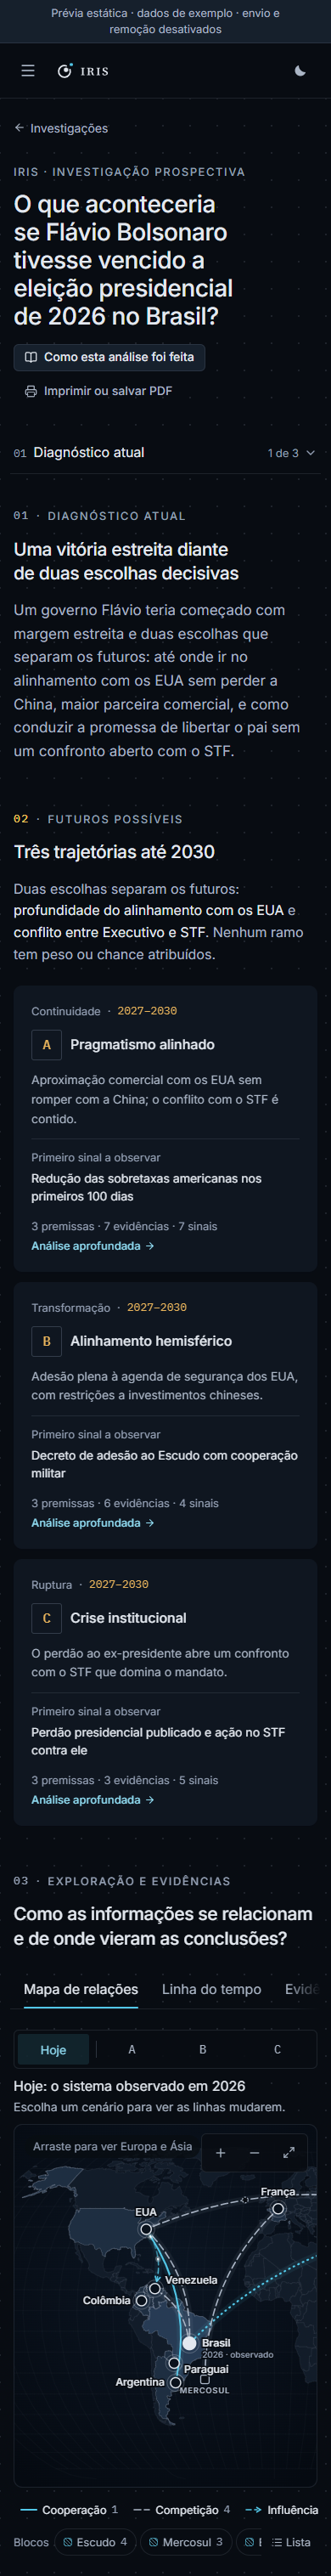 Prévia estática · dados de exemplo · envio e
remoção desativados
IRIS
Investigações
IRIS · INVESTIGAÇÃO PROSPECTIVA
O que aconteceria
se Flávio Bolsonaro
tivesse vencido a
eleição presidencial
de 2026 no Brasil?
Como esta análise foi feita
Imprimir ou salvar PDF
01 Diagnóstico atual 1 de 3
01 · DIAGNÓSTICO ATUAL
Uma vitória estreita diante
de duas escolhas decisivas
Um governo Flávio teria começado com
margem estreita e duas escolhas que
separam os futuros: até onde ir no
alinhamento com os EUA sem perder a
China, maior parceira comercial, e como
conduzir a promessa de libertar o pai sem
um confronto aberto com o STF.
02 · FUTUROS POSSÍVEIS
Três trajetórias até 2030
Duas escolhas separam os futuros:
profundidade do alinhamento com os EUA e
conflito entre Executivo e STF. Nenhum ramo
tem peso ou chance atribuídos.
Continuidade · 2027–2030
A Pragmatismo alinhado
Aproximação comercial com os EUA sem
romper com a China; o conflito com o STF é
contido.
Primeiro sinal a observar
Redução das sobretaxas americanas nos
primeiros 100 dias
3 premissas · 7 evidências · 7 sinais
Análise aprofundada →
Transformação · 2027–2030
B Alinhamento hemisférico
Adesão plena à agenda de segurança dos EUA,
com restrições a investimentos chineses.
Primeiro sinal a observar
Decreto de adesão ao Escudo com cooperação
militar
3 premissas · 6 evidências · 4 sinais
Análise aprofundada →
Ruptura · 2027–2030
C Crise institucional
O perdão ao ex-presidente abre um confronto
com o STF que domina o mandato.
Primeiro sinal a observar
Perdão presidencial publicado e ação no STF
contra ele
3 premissas · 3 evidências · 5 sinais
Análise aprofundada →
03 · EXPLORAÇÃO E EVIDÊNCIAS
Como as informações se relacionam
e de onde vieram as conclusões?
Mapa de relações Linha do tempo Evidê
Hoje A B C
Hoje: o sistema observado em 2026
Escolha um cenário para ver as linhas mudarem.
Arraste para ver Europa e Ásia
França
EUA
Venezuela
Colômbia
Brasil
2026 · observado
Paraguai
Argentina
MERCOSUL
Cooperação 1 Competição 4 Influência
Blocos Escudo 4 Mercosul 3 Lista